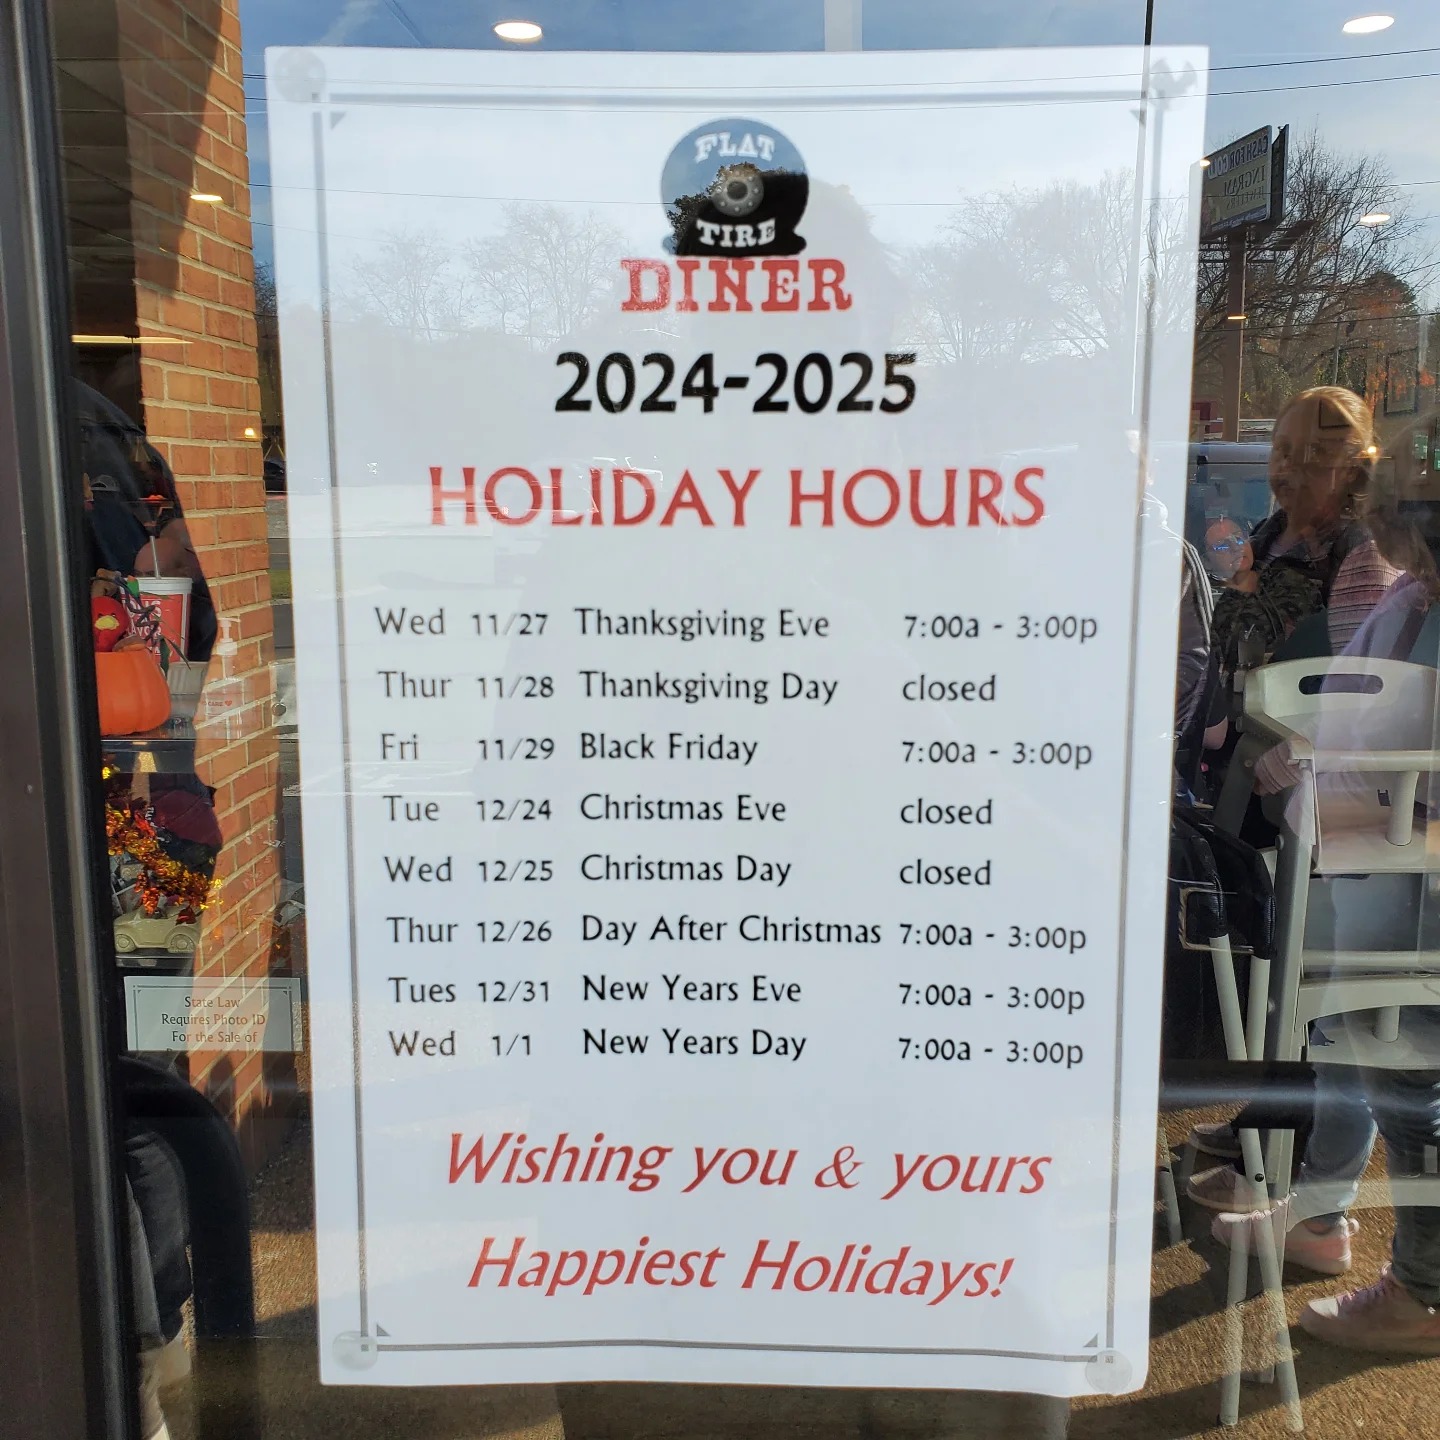 FLAT
TIRE
DINER
2024-2025
HOLIDAY HOURS
Wed 11/27 Thanksgiving Eve 7:00a - 3:00p
Thur 11/28 Thanksgiving Day closed
Fri 11/29 Black Friday 7:00a - 3:00p
Tue 12/24 Christmas Eve closed
Wed 12/25 Christmas Day closed
Thur 12/26 Day After Christmas 7:00a - 3:00p
Tues 12/31 New Years Eve 7:00a - 3:00p
Wed 1/1 New Years Day 7:00a - 3:00p
Wishing you & yours
Happiest Holidays!
State Law
Requires Photo ID
For the Sale of
CASH FOR GOLD
INGRAM